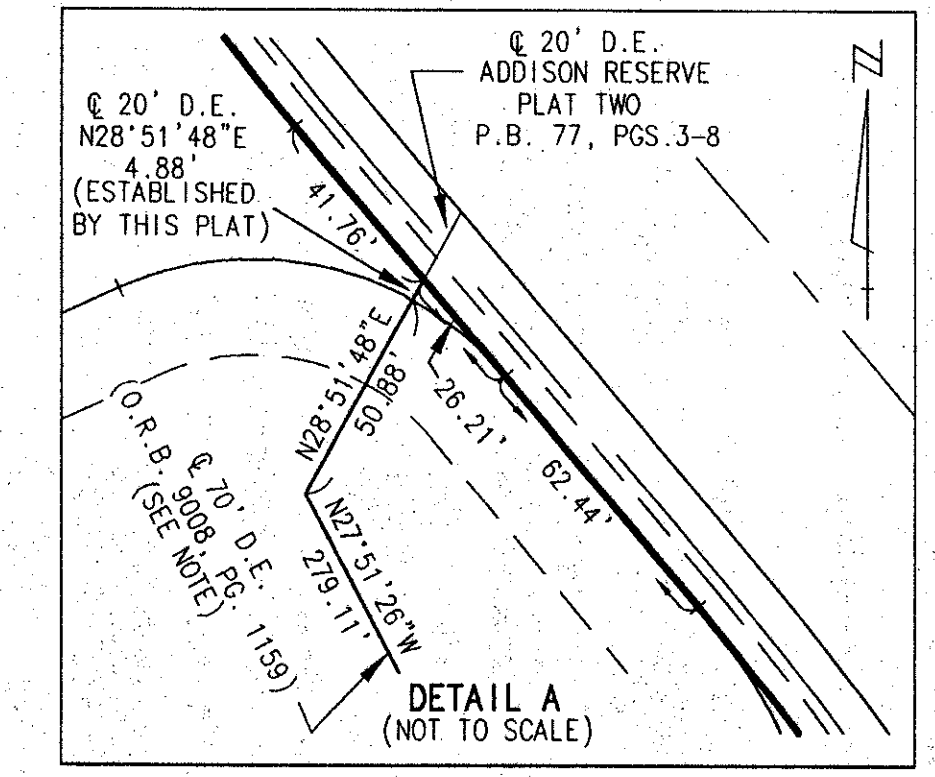 ℄ 20' D.E.
ADDISON RESERVE
PLAT TWO
P.B. 77, PGS.3-8
N
℄ 20' D.E.
N28°51'48"E
4.88'
(ESTABLISHED
BY THIS PLAT)
41.76'
N28°51'48"E
50.88'
26.21'
62.44'
℄ 70' D.E.
(O.R.B. 9008, PG. 1159)
(SEE NOTE)
N27°51'26"W
279.11'
DETAIL A
(NOT TO SCALE)